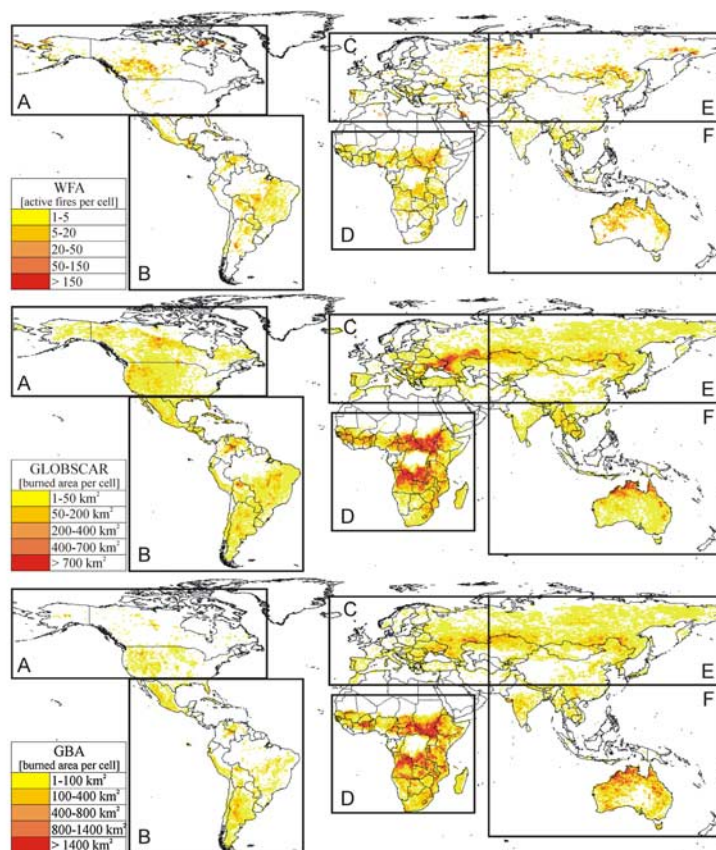 A
B
C
D
E
F
WFA
[active fires per cell]
1-5
5-20
20-50
50-150
> 150
A
B
C
D
E
F
GLOBSCAR
[burned area per cell]
1-50 km²
50-200 km²
200-400 km²
400-700 km²
> 700 km²
A
B
C
D
E
F
GBA
[burned area per cell]
1-100 km²
100-400 km²
400-800 km²
800-1400 km²
> 1400 km²